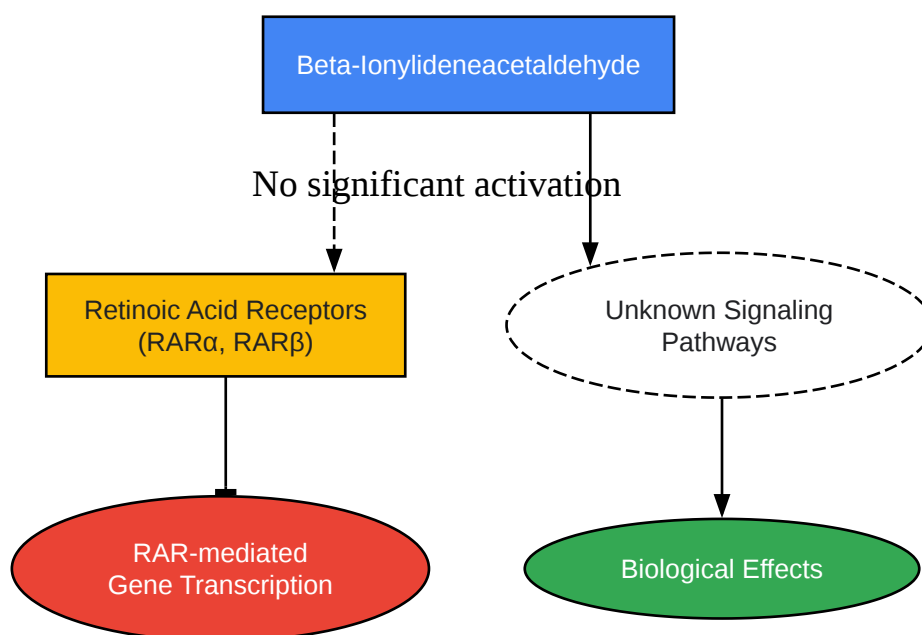 Beta-Ionylideneacetaldehyde
No significant activation
Retinoic Acid Receptors
(RARα, RARβ)
Unknown Signaling
Pathways
RAR-mediated
Gene Transcription
Biological Effects